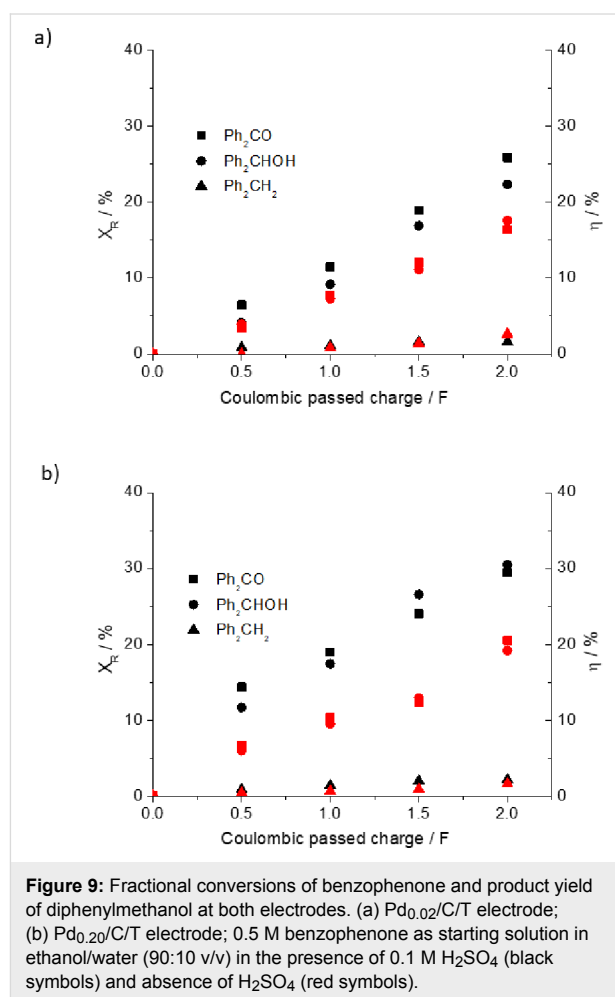 a)
40
40
30
30
20
20
10
10
0
0
X_R / %
η / %
Ph₂CO
Ph₂CHOH
Ph₂CH₂
0.0 0.5 1.0 1.5 2.0
Coulombic passed charge / F
b)
40
40
30
30
20
20
10
10
0
0
X_R / %
η / %
Ph₂CO
Ph₂CHOH
Ph₂CH₂
0.0 0.5 1.0 1.5 2.0
Coulombic passed charge / F
Figure 9: Fractional conversions of benzophenone and product yield
of diphenylmethanol at both electrodes. (a) Pd₀.₀₂/C/T electrode;
(b) Pd₀.₂₀/C/T electrode; 0.5 M benzophenone as starting solution in
ethanol/water (90:10 v/v) in the presence of 0.1 M H₂SO₄ (black
symbols) and absence of H₂SO₄ (red symbols).